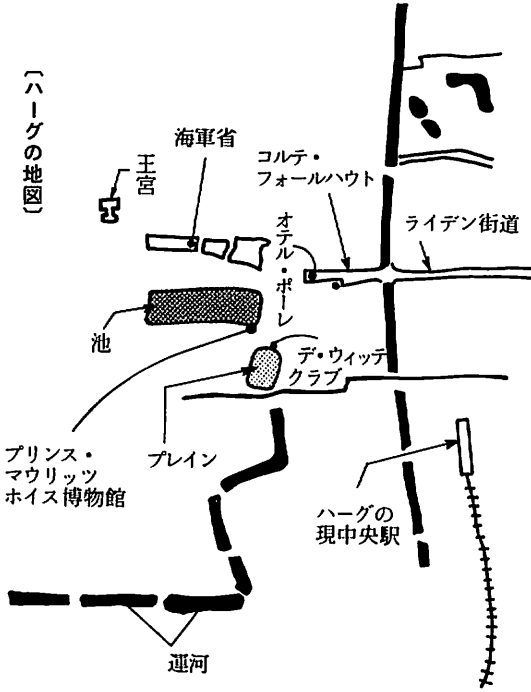 〔ハーグの地図〕
海軍省
王宮
コルテ・
フォールハウト
ライデン街道
オテル・ポーレ
池
デ・ウィッテ
クラブ
プリンス・
マウリッツ
ホイス博物館
プレイン
ハーグの
現中央駅
運河